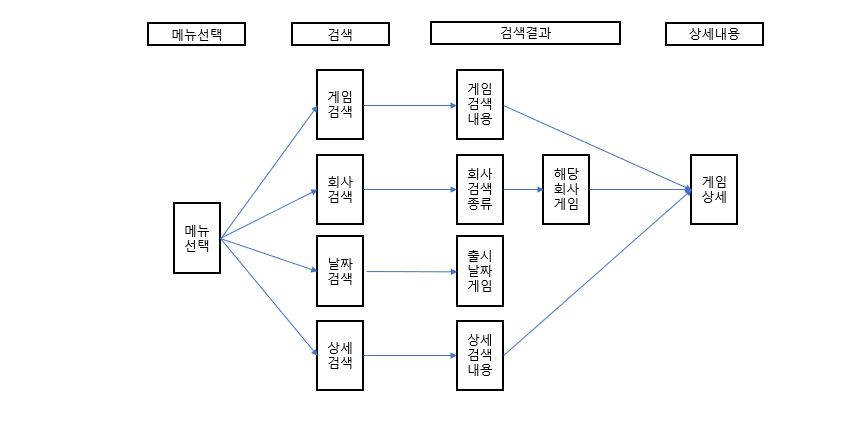 메뉴선택
검색
검색결과
상세내용
게임
검색
게임
검색
내용
회사
검색
회사
검색
종류
해당
회사
게임
게임
상세
메뉴
선택
날짜
검색
출시
날짜
게임
상세
검색
상세
검색
내용